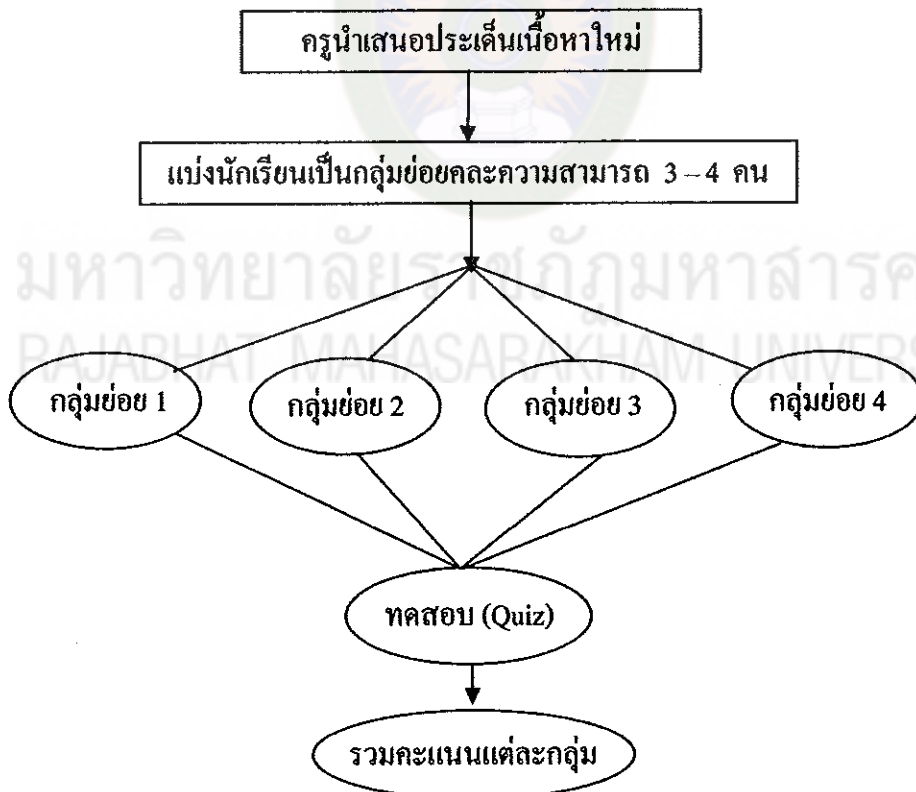 ครูนำเสนอประเด็นเนื้อหาใหม่
แบ่งนักเรียนเป็นกลุ่มย่อยคละความสามารถ 3 – 4 คน
มหาวิทยาลัยราชภัฏมหาสารค
RAJABHAT MAHASARAKHAM UNIVERS
กลุ่มย่อย 1
กลุ่มย่อย 2
กลุ่มย่อย 3
กลุ่มย่อย 4
ทดสอบ (Quiz)
รวมคะแนนแต่ละกลุ่ม